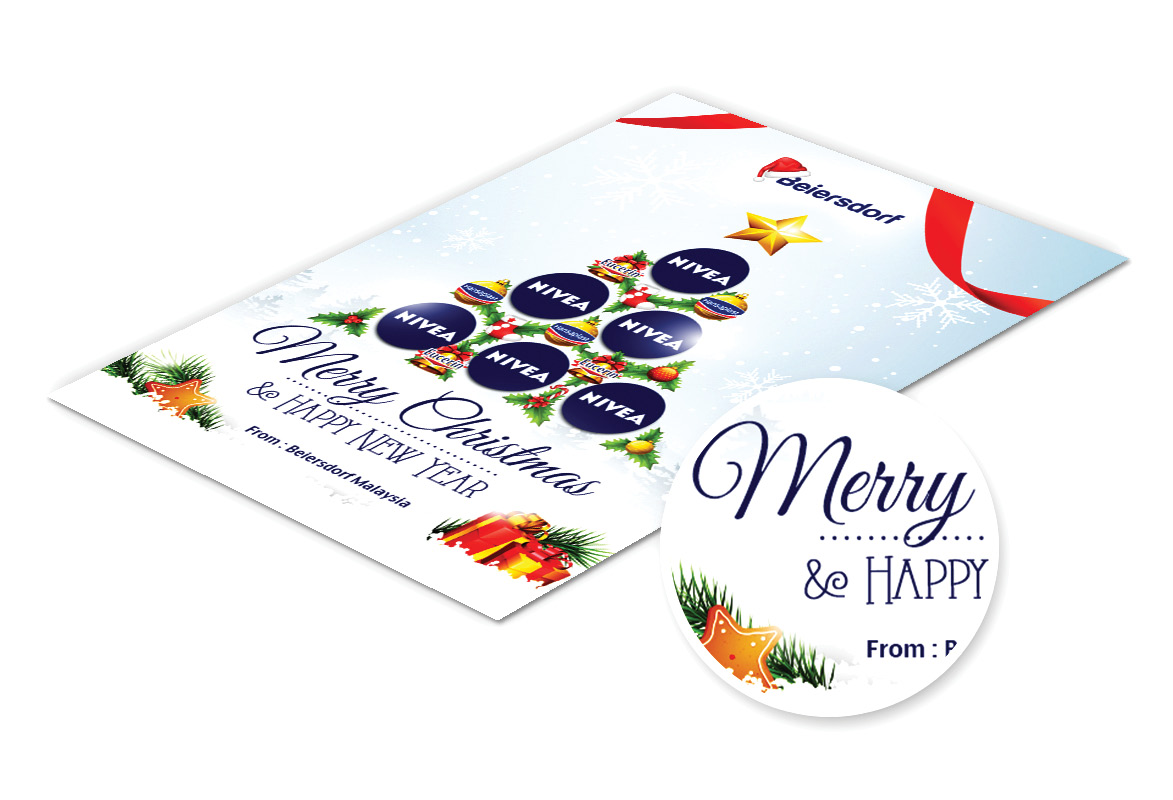 Beiersdorf
NIVEA
Eucerin
NIVEA
Hansaplast
Hansaplast
NIVEA
Hansaplast
NIVEA
NIVEA
Eucerin
Eucerin
NIVEA
Merry Christmas
& HAPPY NEW YEAR
From : Beiersdorf Malaysia
Merry
& HAPPY
From : B